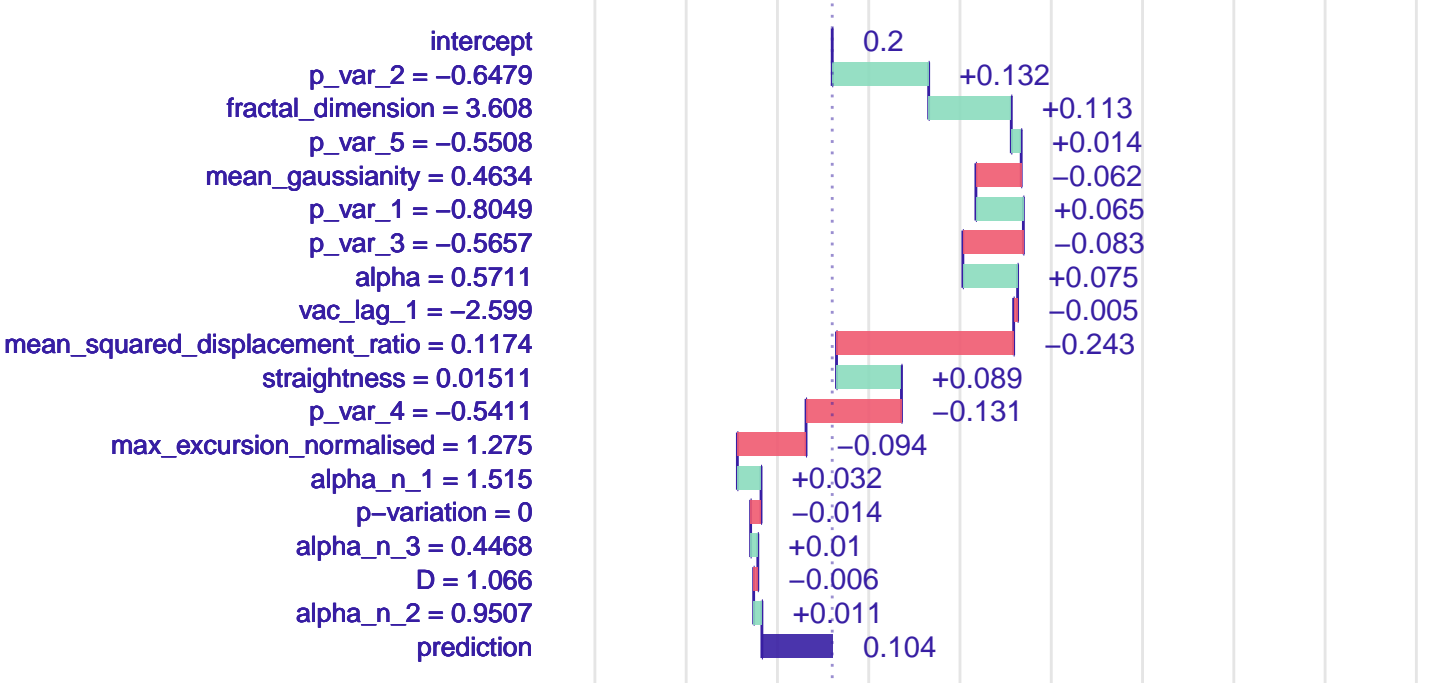 intercept 0.2
p_var_2 = −0.6479 +0.132
fractal_dimension = 3.608 +0.113
p_var_5 = −0.5508 +0.014
mean_gaussianity = 0.4634 −0.062
p_var_1 = −0.8049 +0.065
p_var_3 = −0.5657 −0.083
alpha = 0.5711 +0.075
vac_lag_1 = −2.599 −0.005
mean_squared_displacement_ratio = 0.1174 −0.243
straightness = 0.01511 +0.089
p_var_4 = −0.5411 −0.131
max_excursion_normalised = 1.275 −0.094
alpha_n_1 = 1.515 +0.032
p−variation = 0 −0.014
alpha_n_3 = 0.4468 +0.01
D = 1.066 −0.006
alpha_n_2 = 0.9507 +0.011
prediction 0.104